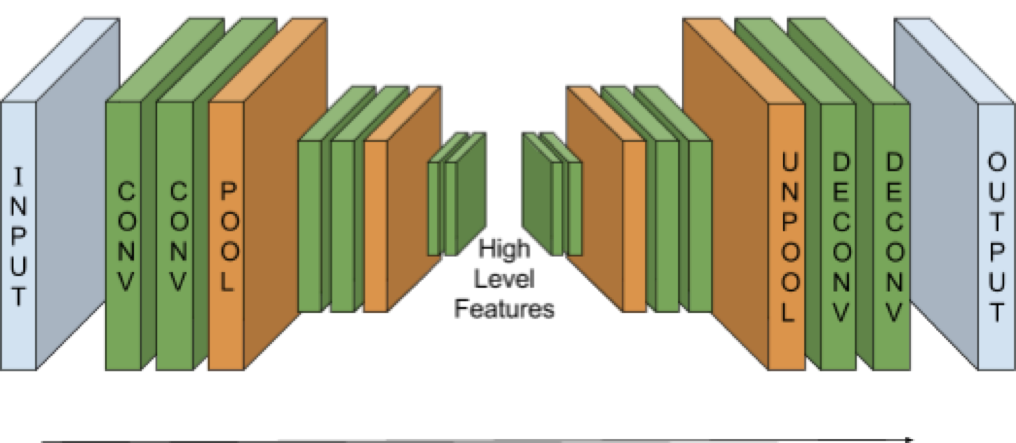 INPUT
CONV
CONV
POOL
High
Level
Features
UNPOOL
DECONV
DECONV
OUTPUT